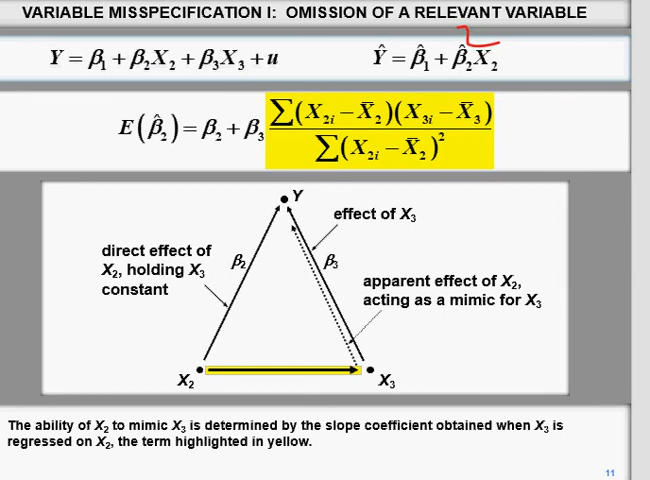 VARIABLE MISSPECIFICATION I: OMISSION OF A RELEVANT VARIABLE
Y = β₁ + β₂X₂ + β₃X₃ + u    Ŷ = β̂₁ + β̂₂X₂
E(β̂₂) = β₂ + β₃ ∑(X₂ᵢ – X̄₂)(X₃ᵢ – X̄₃) / ∑(X₂ᵢ – X̄₂)²
Y
effect of X₃
direct effect of
X₂, holding X₃
constant
β₂
β₃
apparent effect of X₂,
acting as a mimic for X₃
X₂
X₃
The ability of X₂ to mimic X₃ is determined by the slope coefficient obtained when X₃ is
regressed on X₂, the term highlighted in yellow.
11